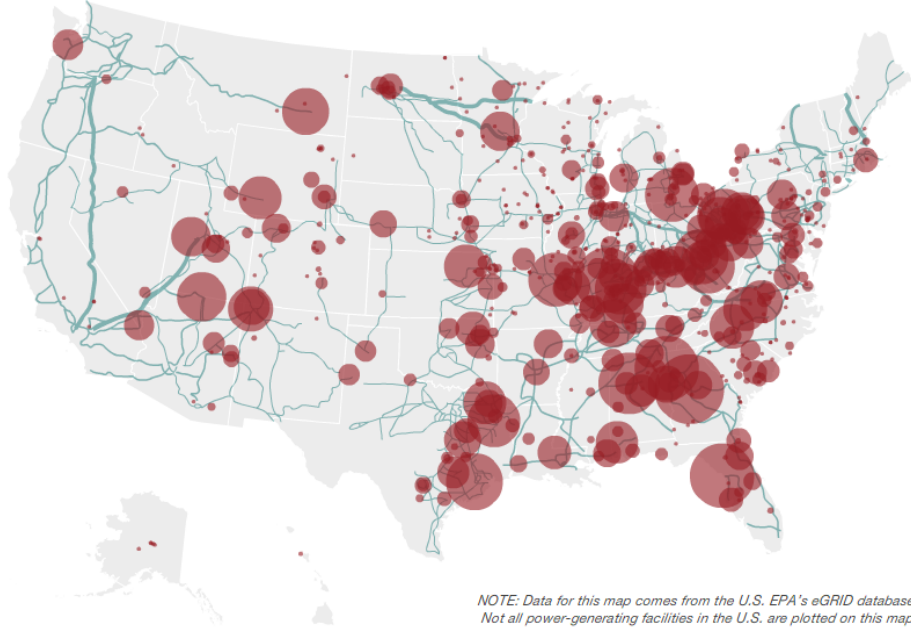 NOTE: Data for this map comes from the U.S. EPA's eGRID database
Not all power-generating facilities in the U.S. are plotted on this map